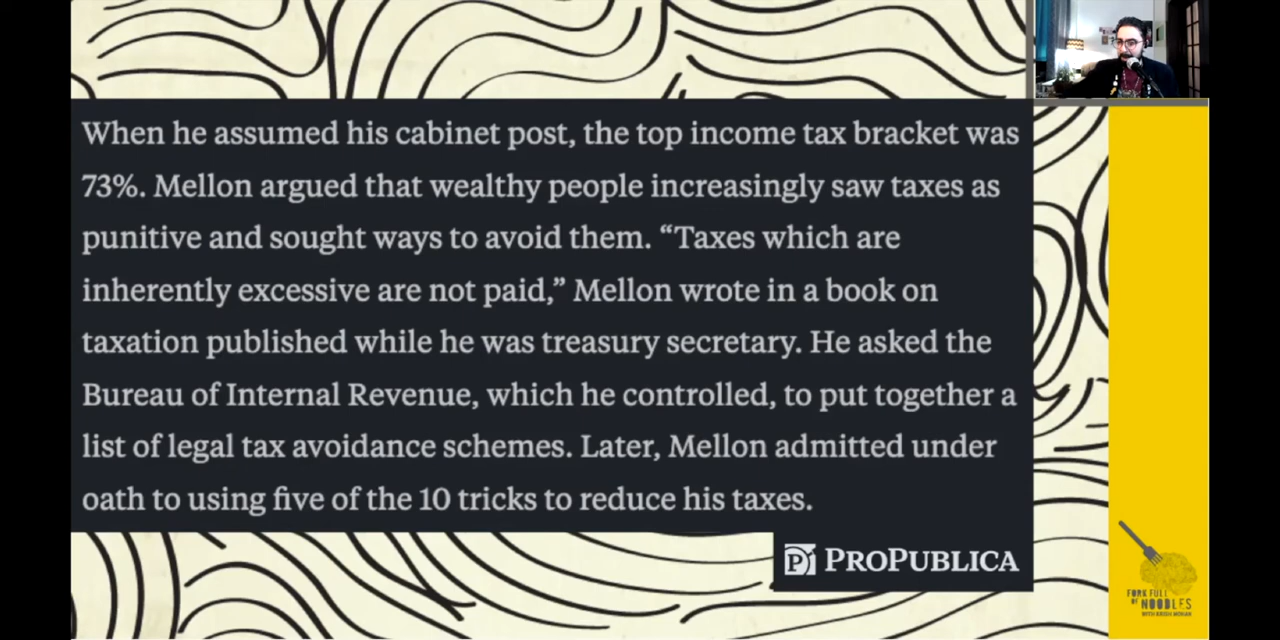 When he assumed his cabinet post, the top income tax bracket was
73%. Mellon argued that wealthy people increasingly saw taxes as
punitive and sought ways to avoid them. “Taxes which are
inherently excessive are not paid,” Mellon wrote in a book on
taxation published while he was treasury secretary. He asked the
Bureau of Internal Revenue, which he controlled, to put together a
list of legal tax avoidance schemes. Later, Mellon admitted under
oath to using five of the 10 tricks to reduce his taxes.
PROPUBLICA
FORK FULL
OF NOODLES